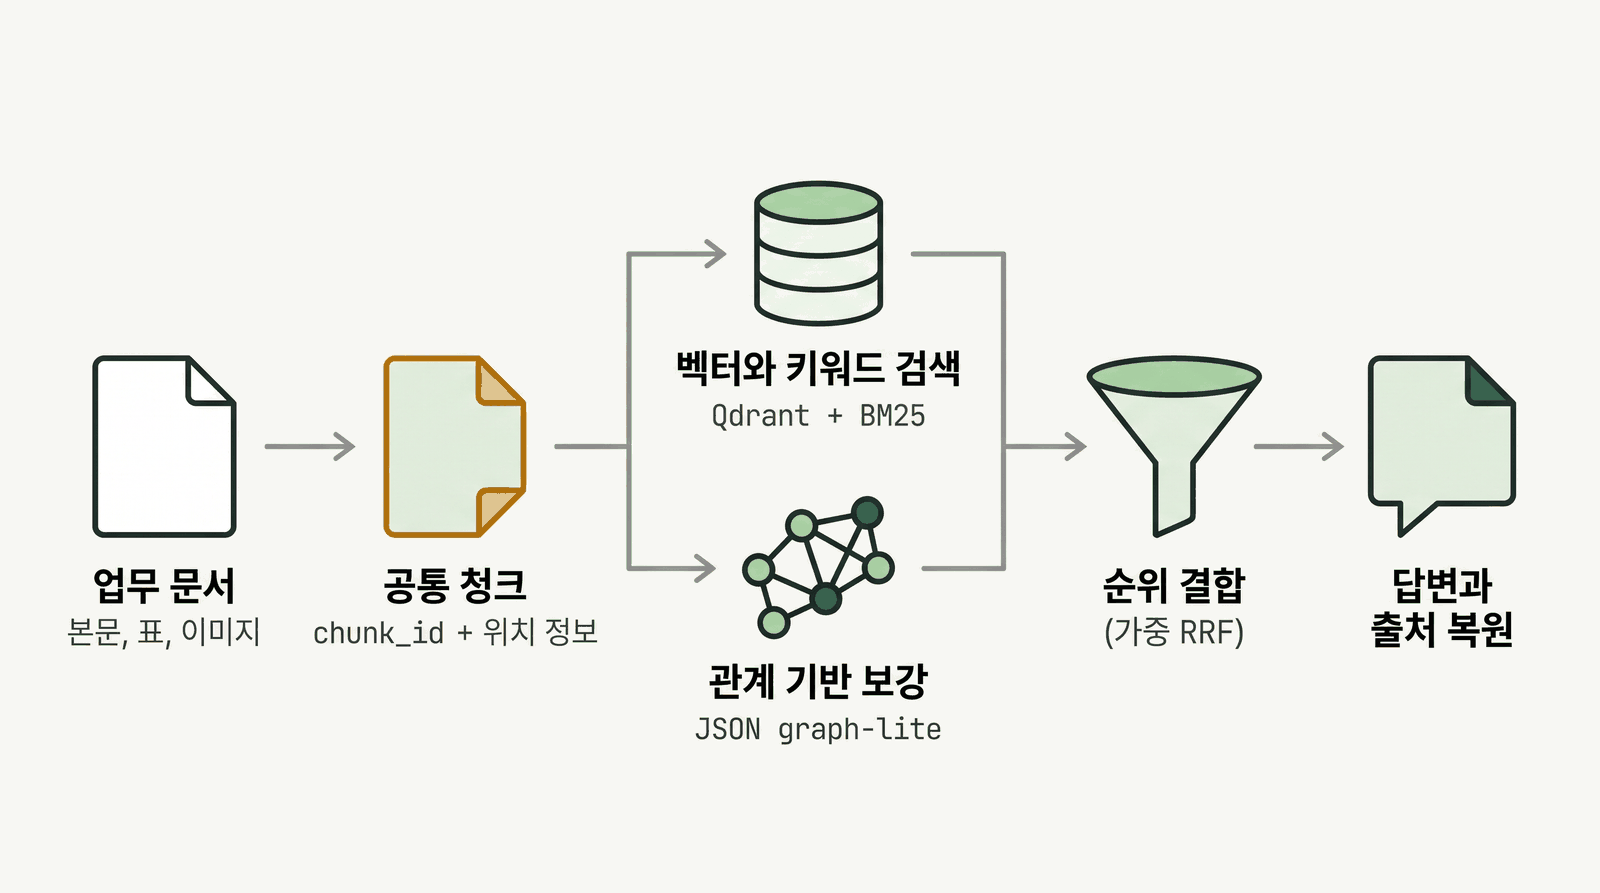 업무 문서
본문, 표, 이미지
공통 청크
chunk_id + 위치 정보
벡터와 키워드 검색
Qdrant + BM25
관계 기반 보강
JSON graph-lite
순위 결합
(가중 RRF)
답변과
출처 복원